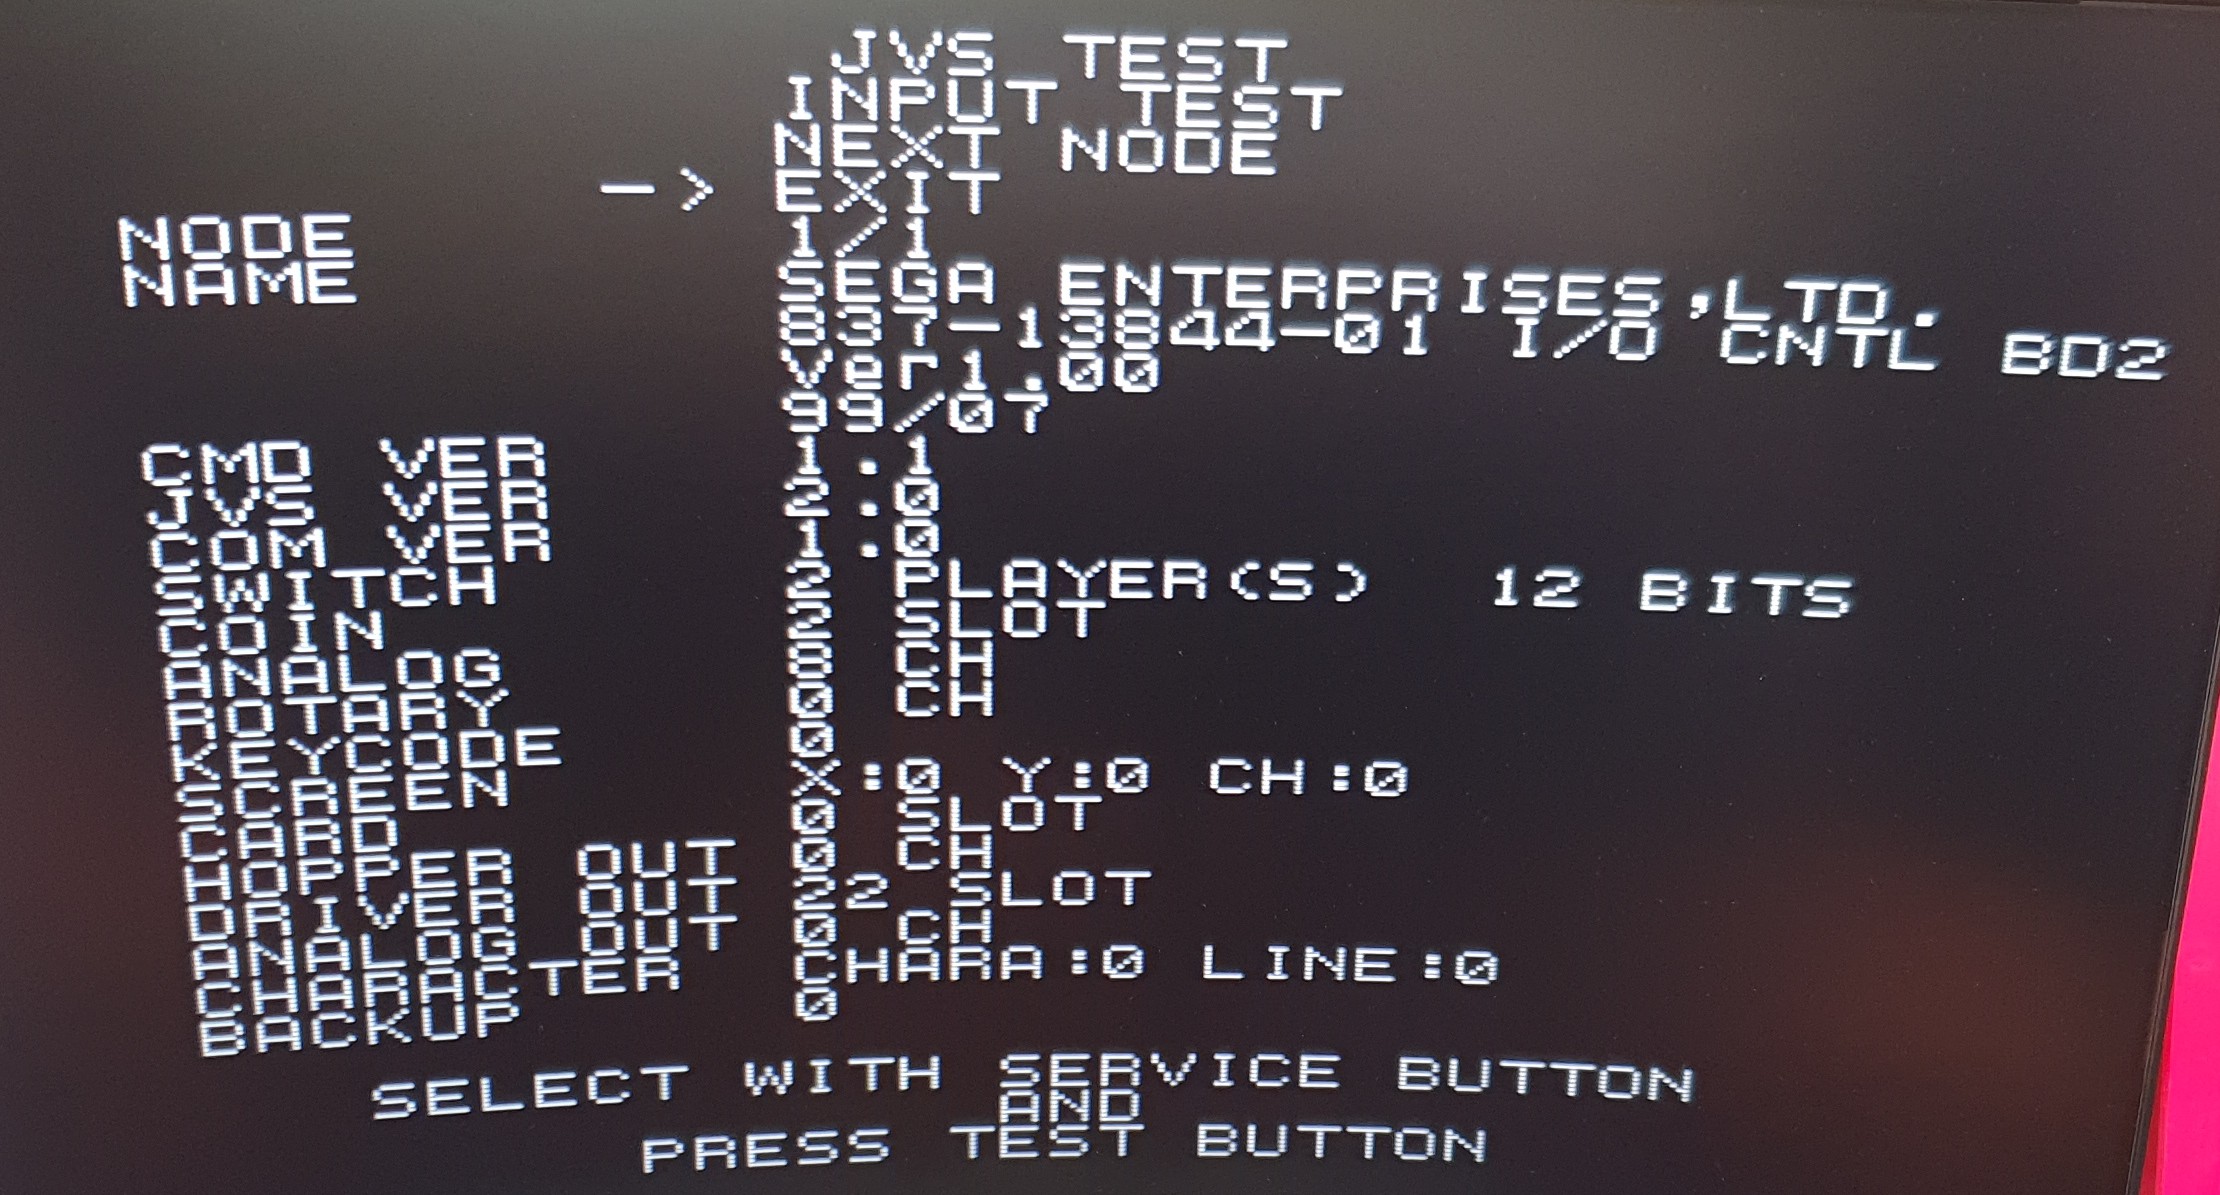 JVS TEST
INPUT TEST
NEXT NODE
-> EXIT
NODE 1/1
NAME SEGA ENTERPRISES,LTD.
837-13844-01 I/O CNTL BD2
Ver1.00
99/07
CMD VER 1.1
JVS VER 2.0
COM VER 1.0
SWITCH 2 PLAYER(S) 12 BITS
COIN 2 SLOT
ANALOG 8 CH
ROTARY 0 CH
KEYCODE 0
SCREEN X:0 Y:0 CH:0
CARD 0 SLOT
HOPPER OUT 0 CH
DRIVER OUT 22 SLOT
ANALOG OUT 0 CH
CHARACTER CHARA:0 LINE:0
BACKUP 0
SELECT WITH SERVICE BUTTON
AND
PRESS TEST BUTTON